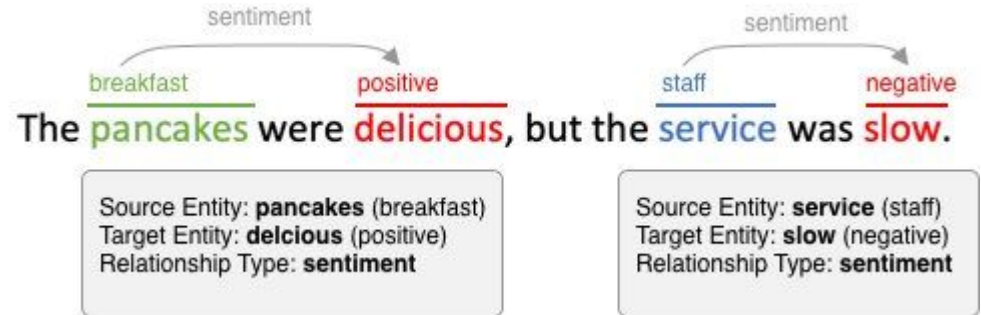 sentiment sentiment
breakfast positive staff negative
The pancakes were delicious, but the service was slow.
Source Entity: pancakes (breakfast)
Target Entity: delcious (positive)
Relationship Type: sentiment
Source Entity: service (staff)
Target Entity: slow (negative)
Relationship Type: sentiment